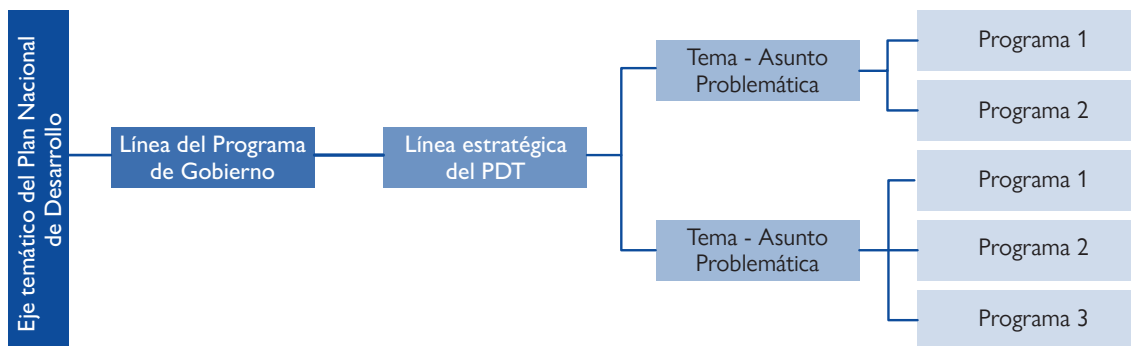 Eje temático del Plan Nacional
de Desarrollo
Línea del Programa
de Gobierno
Línea estratégica
del PDT
Tema - Asunto
Problemática
Programa 1
Programa 2
Tema - Asunto
Problemática
Programa 1
Programa 2
Programa 3